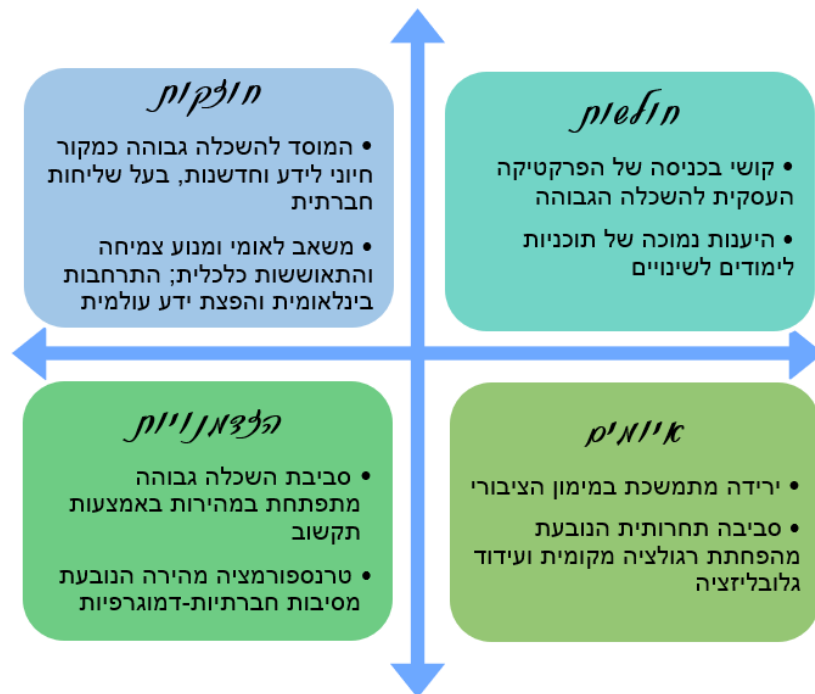 חוזקות
• המוסד להשכלה גבוהה כמקור
חיוני לידע וחדשנות, בעל שליחות
חברתית
• משאב לאומי ומנוע צמיחה
והתאוששות כלכלית; התרחבות
בינלאומית והפצת ידע עולמית
חולשות
• קושי בכניסה של הפרקטיקה
העסקית להשכלה הגבוהה
• היענות נמוכה של תוכניות
לימודים לשינויים
הזדמנויות
• סביבת השכלה גבוהה
מתפתחת במהירות באמצעות
תקשוב
• טרנספורמציה מהירה הנובעת
מסיבות חברתיות-דמוגרפיות
איומים
• ירידה מתמשכת במימון הציבורי
• סביבה תחרותית הנובעת
מהפחתת רגולציה מקומית ועידוד
גלובליזציה